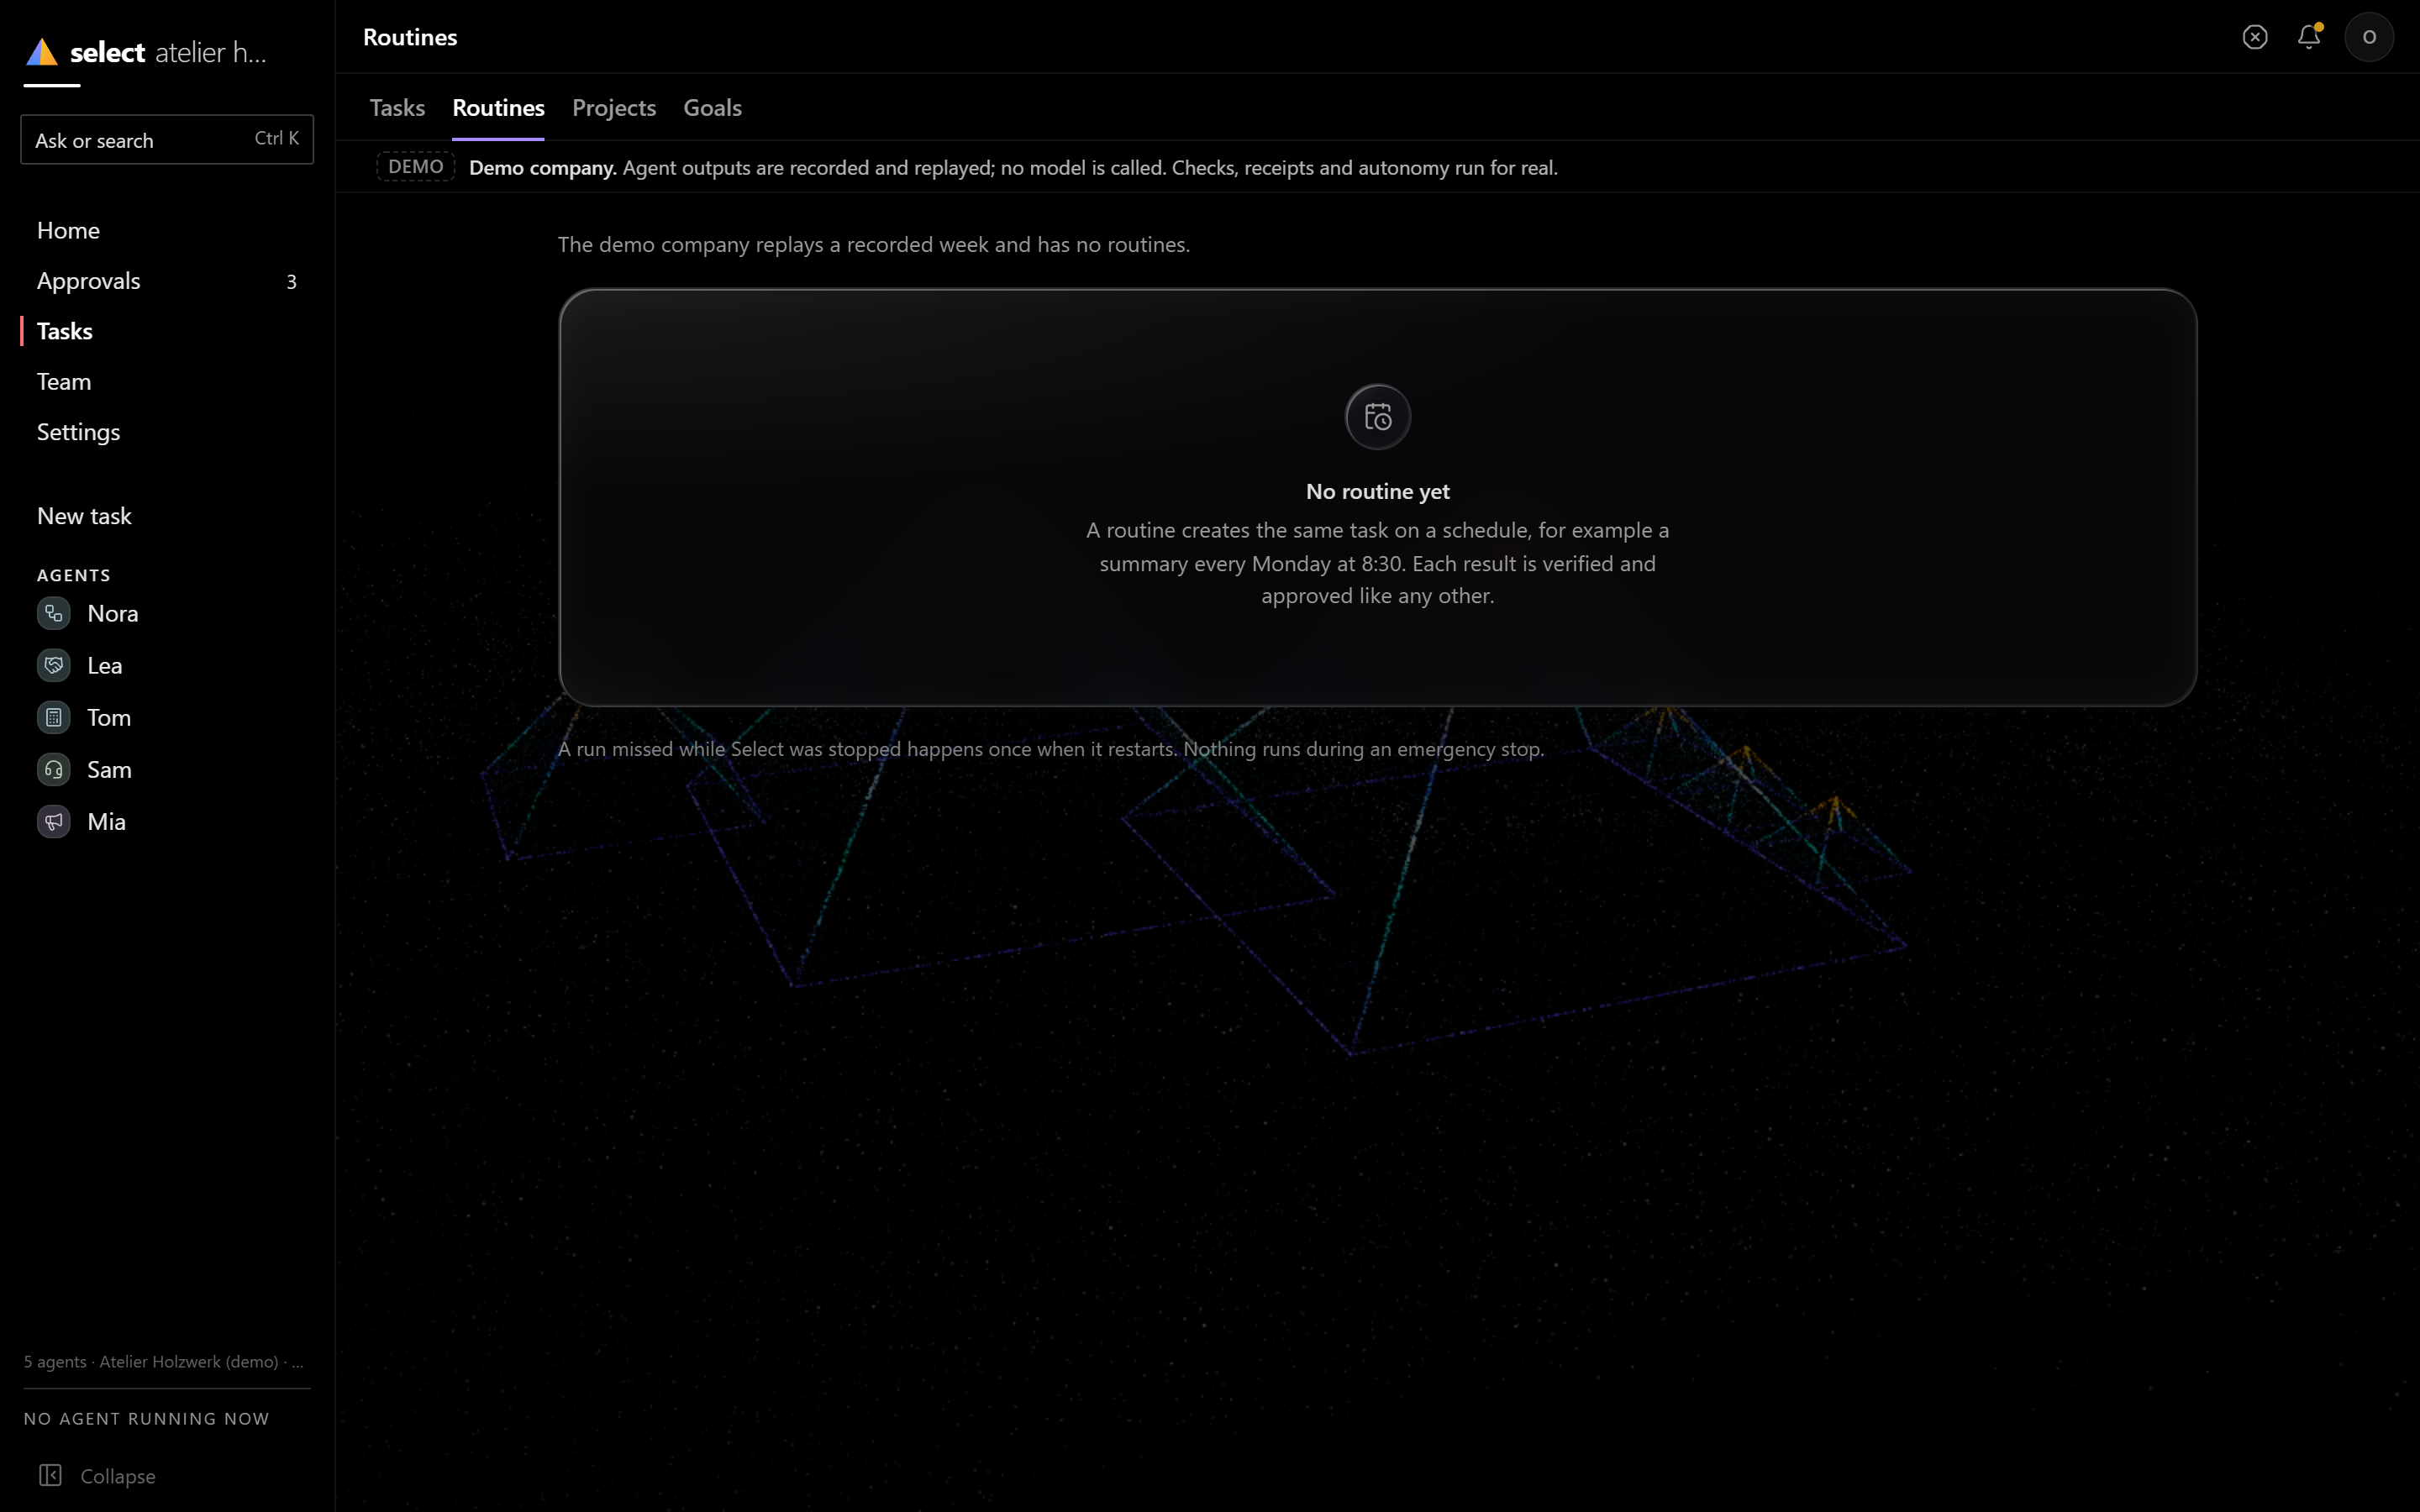 select atelier h...
Ask or search Ctrl K
Home
Approvals 3
Tasks
Team
Settings
New task
AGENTS
Nora
Lea
Tom
Sam
Mia
5 agents · Atelier Holzwerk (demo) · ...
NO AGENT RUNNING NOW
Collapse
Routines
O
Tasks Routines Projects Goals
DEMO Demo company. Agent outputs are recorded and replayed; no model is called. Checks, receipts and autonomy run for real.
The demo company replays a recorded week and has no routines.
No routine yet
A routine creates the same task on a schedule, for example a
summary every Monday at 8:30. Each result is verified and
approved like any other.
A run missed while Select was stopped happens once when it restarts. Nothing runs during an emergency stop.